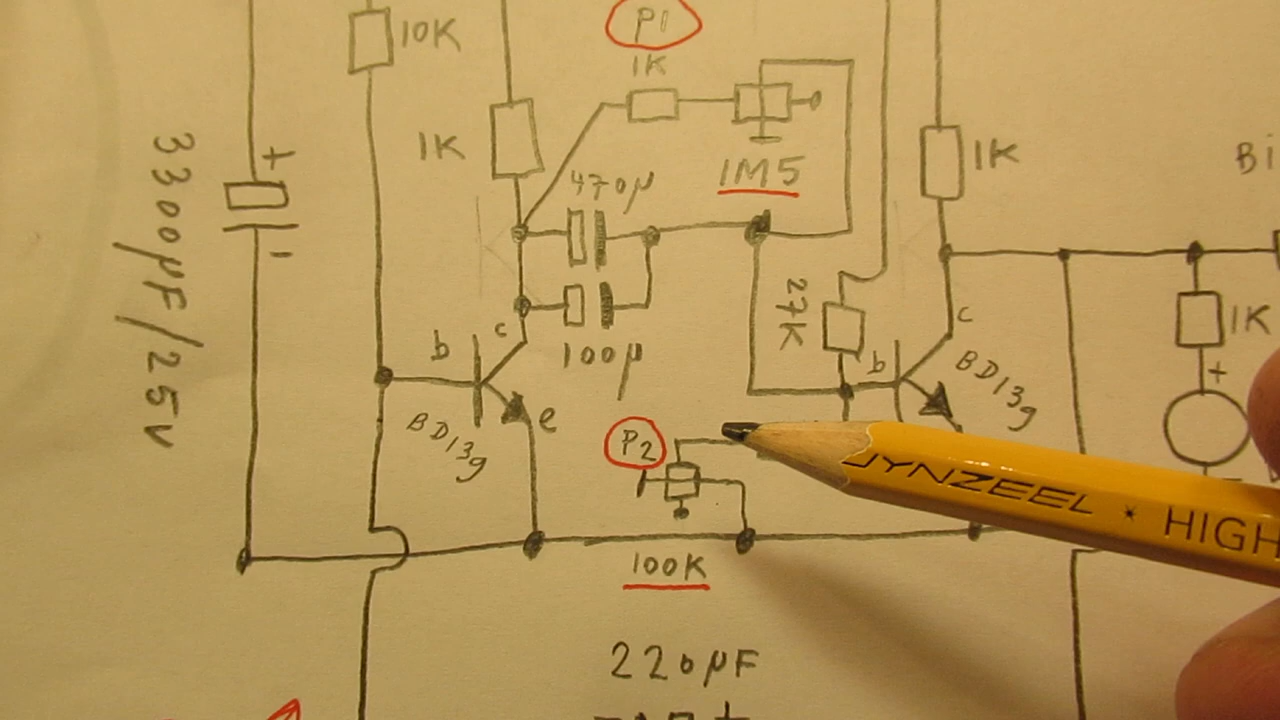 P1
10K
1K
1K
1K
Bi
+
3300µF/25V
470µ
1M5
27K
1K
+
100µ
b
c
e
BD139
b
c
BD139
P2
100K
220µF
+
JYNZEEL * HIGH